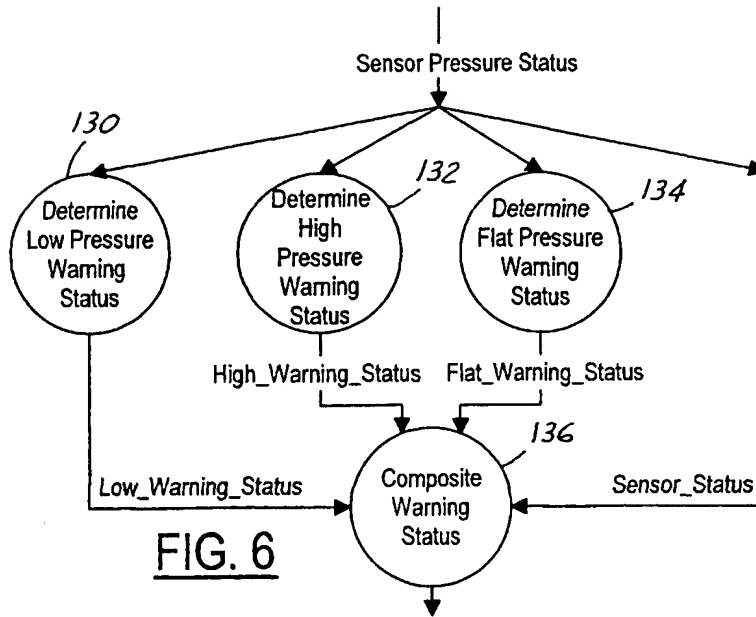 Sensor Pressure Status
130
Determine
Low Pressure
Warning
Status
132
Determine
High
Pressure
Warning
Status
134
Determine
Flat Pressure
Warning
Status
High_Warning_Status
Flat_Warning_Status
136
Composite
Warning
Status
Low_Warning_Status
Sensor_Status
FIG. 6